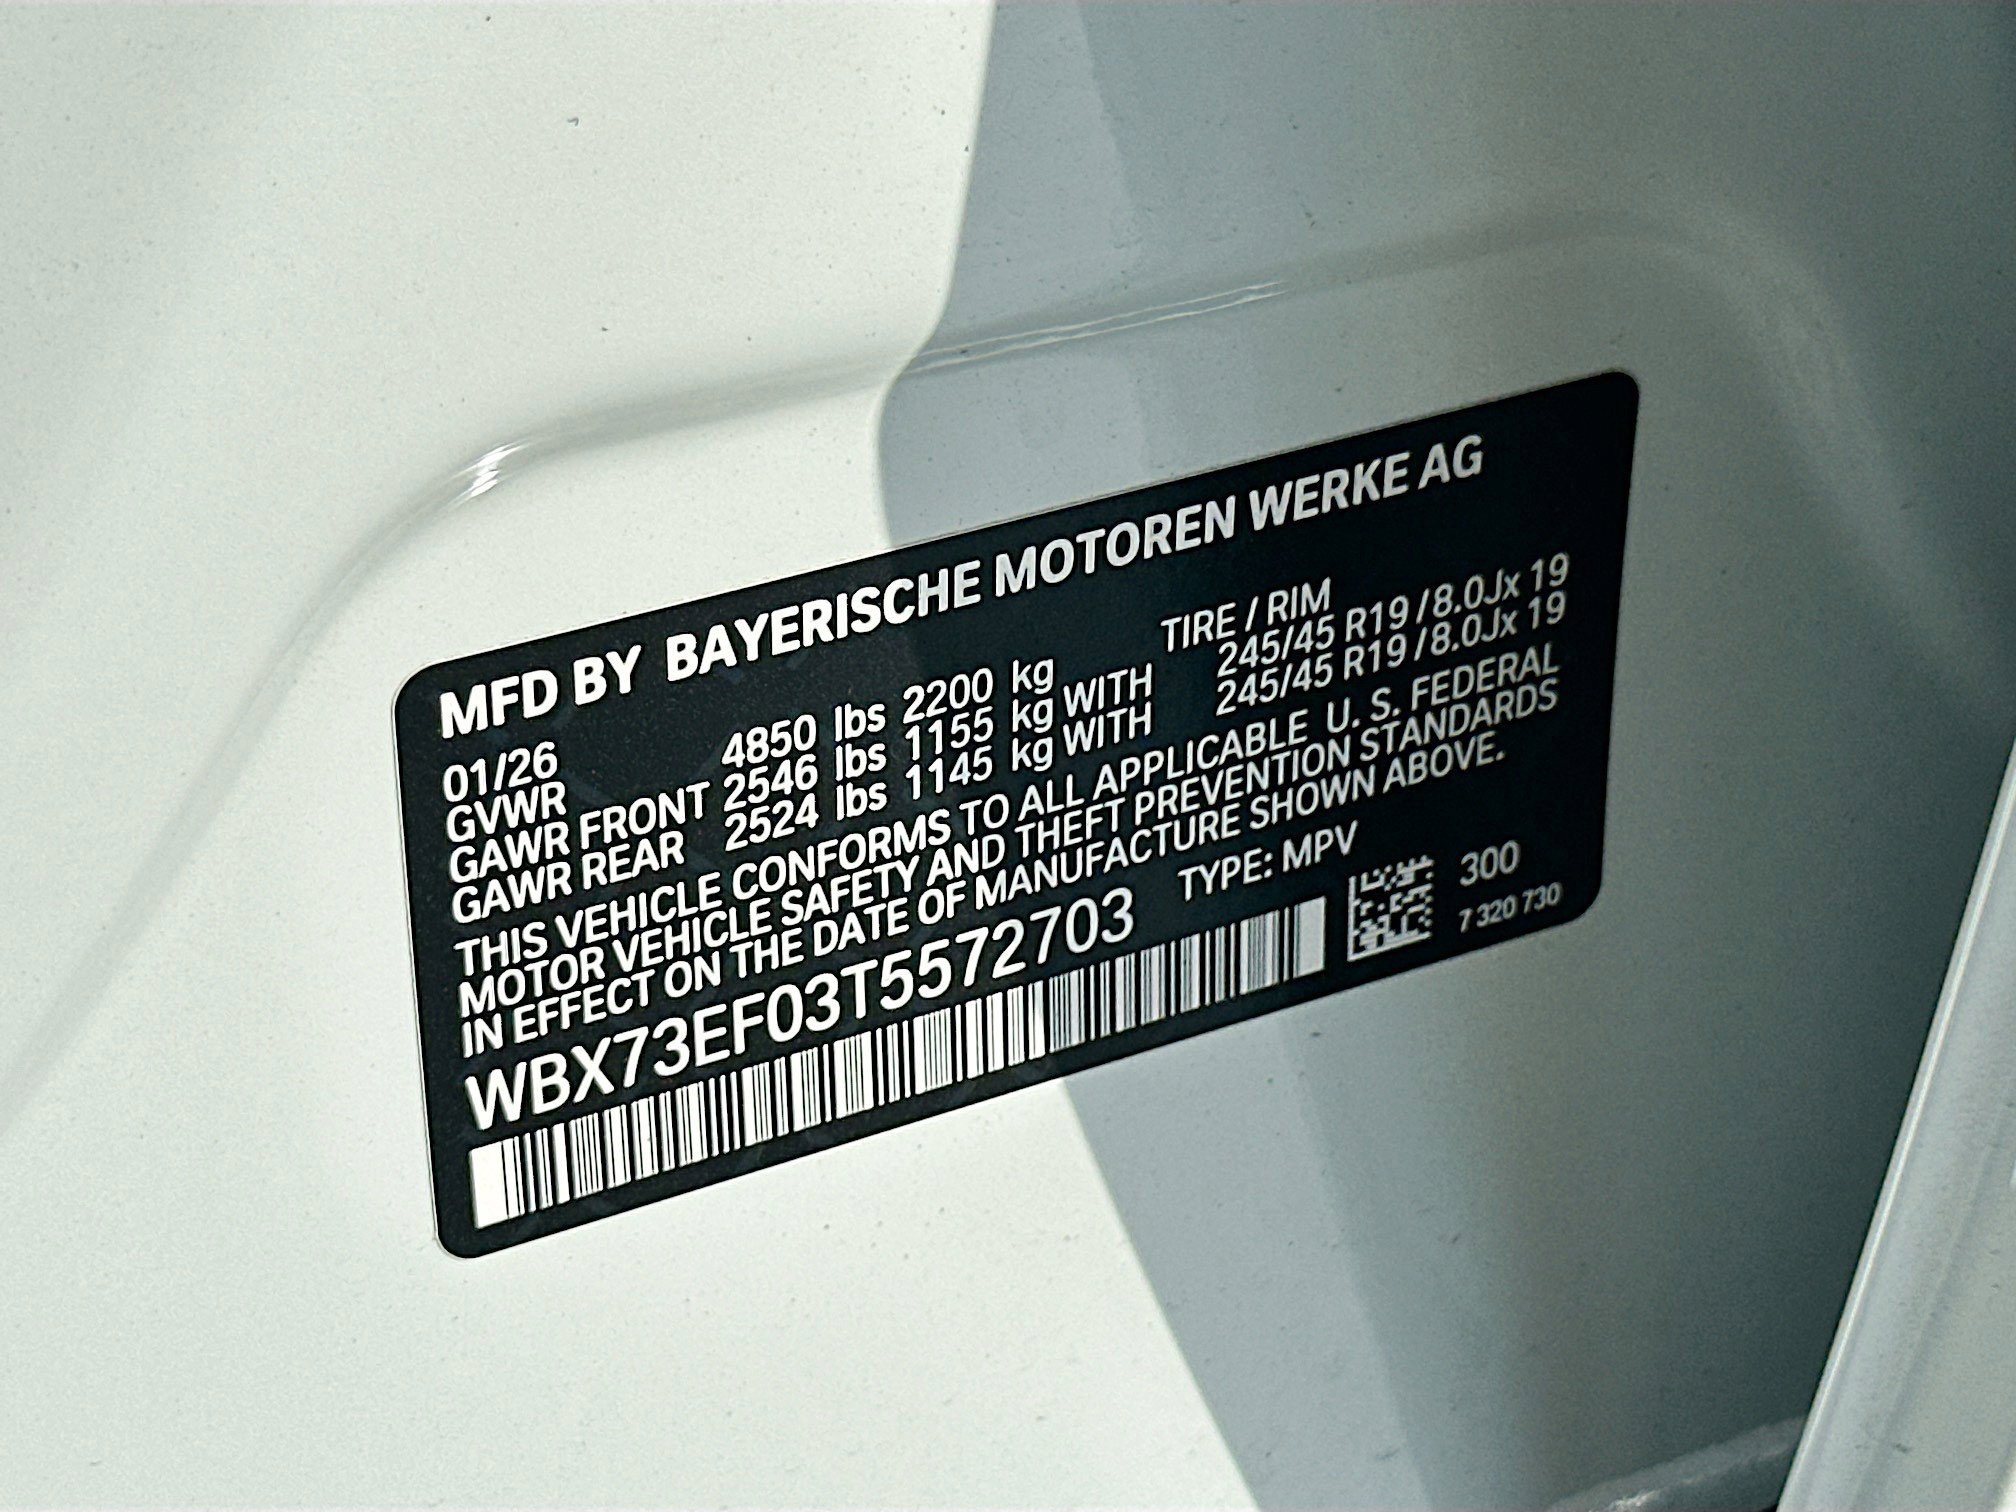 MFD BY BAYERISCHE MOTOREN WERKE AG
01/26 TIRE / RIM
GVWR 4850 lbs 2200 kg
GAWR FRONT 2546 lbs 1155 kg WITH 245/45 R19 /8.0Jx 19
GAWR REAR 2524 lbs 1145 kg WITH 245/45 R19 /8.0Jx 19
THIS VEHICLE CONFORMS TO ALL APPLICABLE U. S. FEDERAL
MOTOR VEHICLE SAFETY AND THEFT PREVENTION STANDARDS
IN EFFECT ON THE DATE OF MANUFACTURE SHOWN ABOVE.
WBX73EF03T5572703 TYPE: MPV
300
7 320 730